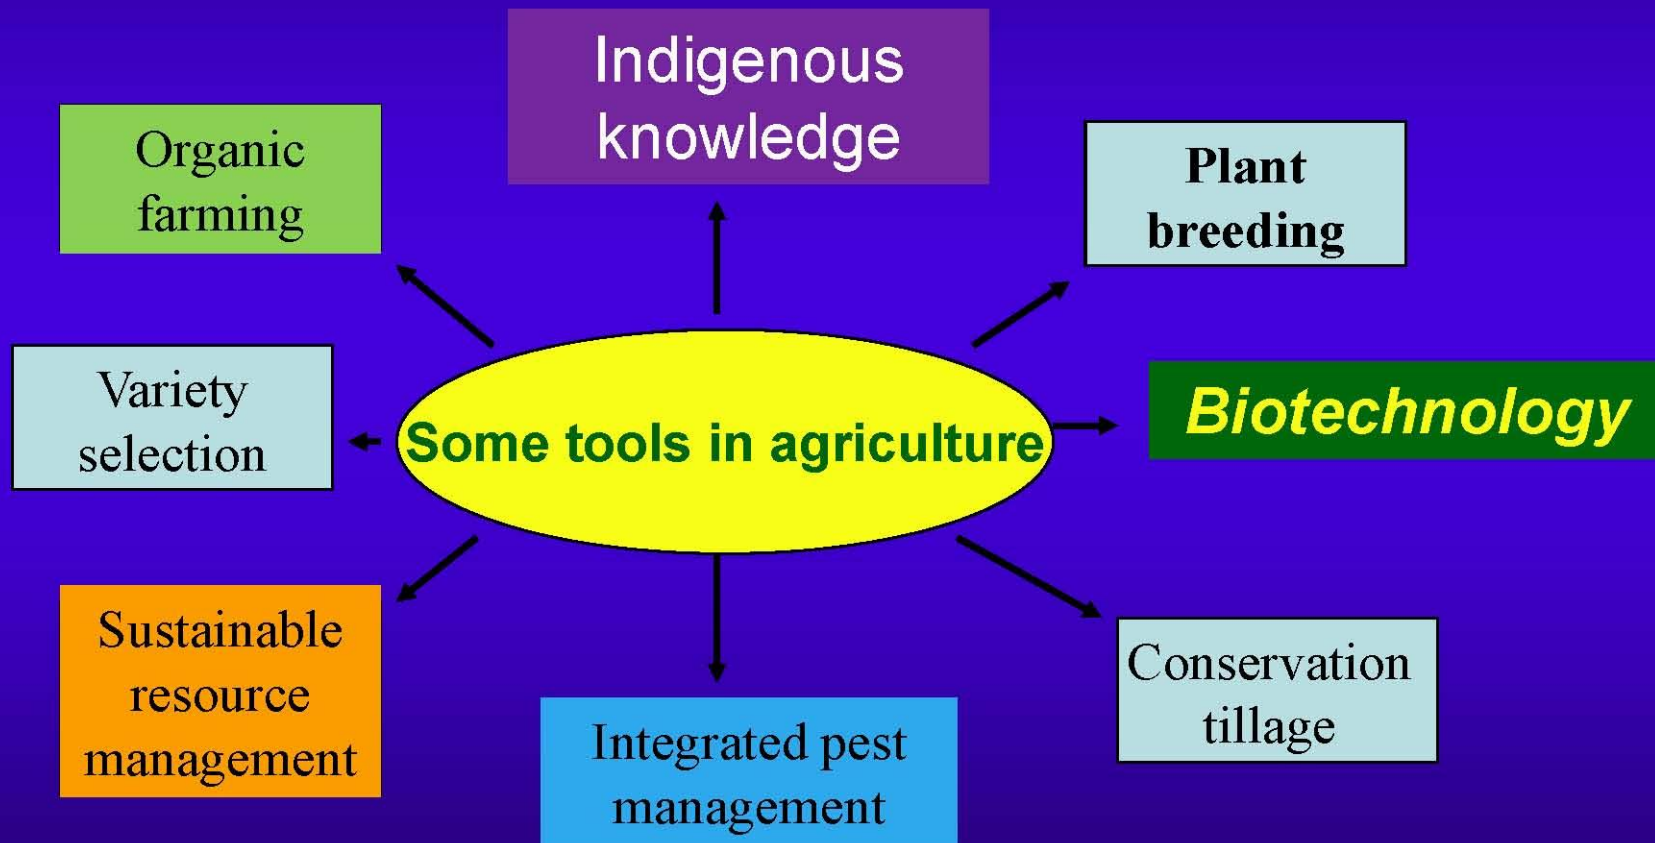 Indigenous
knowledge
Organic
farming
Plant
breeding
Variety
selection
Some tools in agriculture
Biotechnology
Sustainable
resource
management
Integrated pest
management
Conservation
tillage